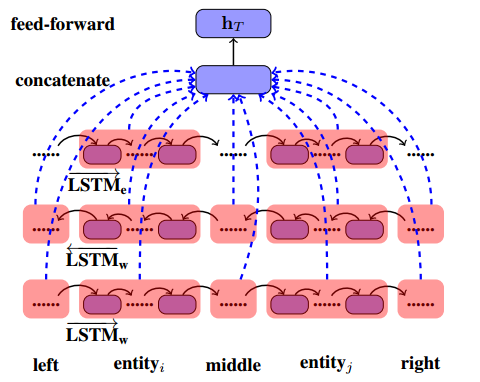 feed-forward
h_T
concatenate
...... ...... ...... ...... ......
LSTM_e
...... ...... ...... ...... ......
LSTM_w
...... ...... ...... ...... ......
LSTM_w
left entity_i middle entity_j right